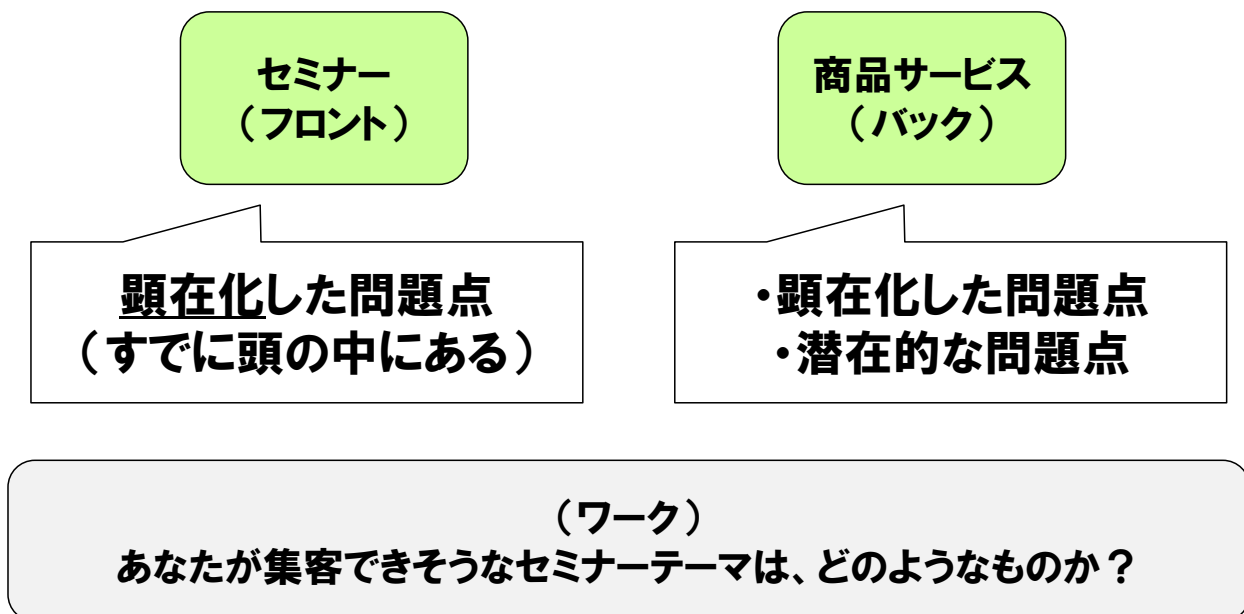 セミナー
（フロント）
商品サービス
（バック）
顕在化した問題点
（すでに頭の中にある）
・顕在化した問題点
・潜在的な問題点
（ワーク）
あなたが集客できそうなセミナーテーマは、どのようなものか？